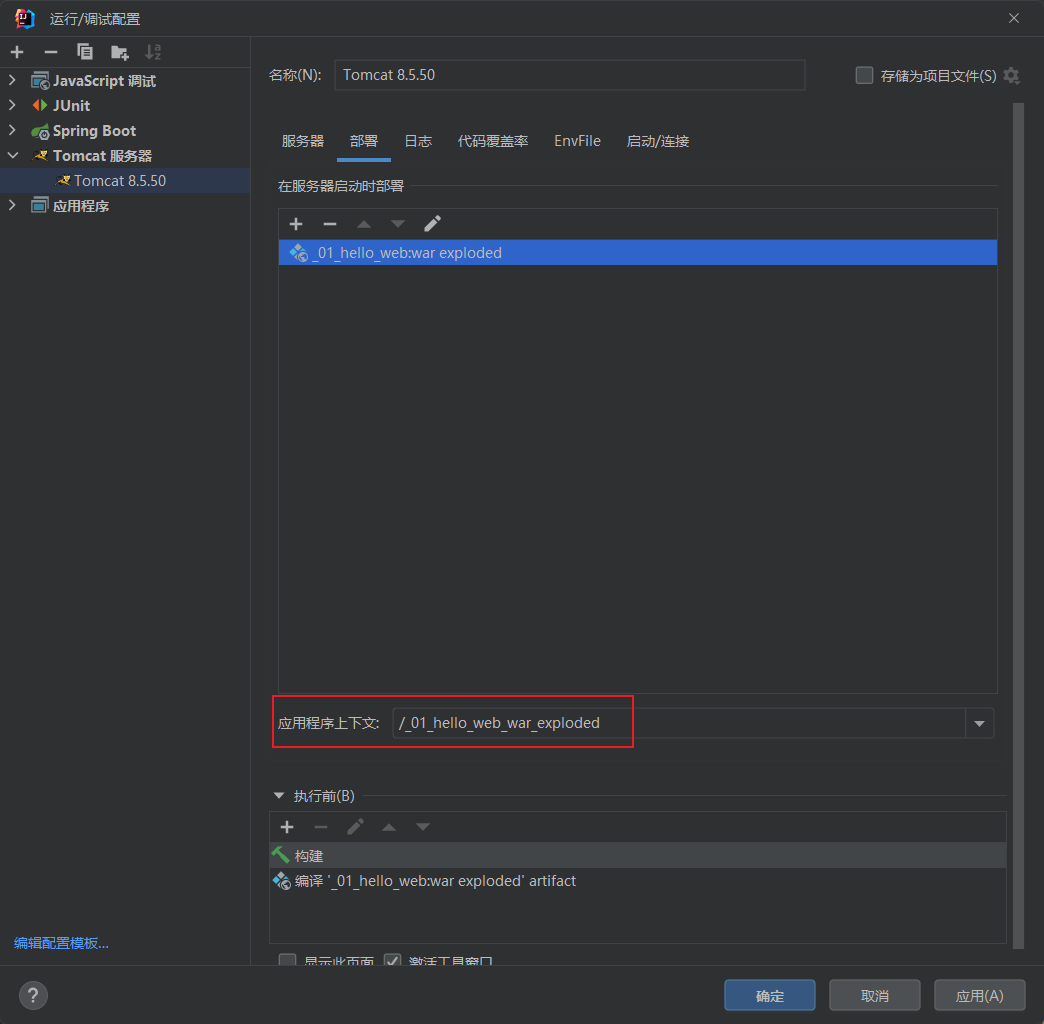 运行/调试配置
JavaScript 调试
JUnit
Spring Boot
Tomcat 服务器
Tomcat 8.5.50
应用程序
编辑配置模板...
名称(N): Tomcat 8.5.50 存储为项目文件(S)
服务器 部署 日志 代码覆盖率 EnvFile 启动/连接
在服务器启动时部署
_01_hello_web:war exploded
应用程序上下文: /_01_hello_web_war_exploded
执行前(B)
构建
编译 '_01_hello_web:war exploded' artifact
显示此页面 激活工具窗口
? 确定 取消 应用(A)